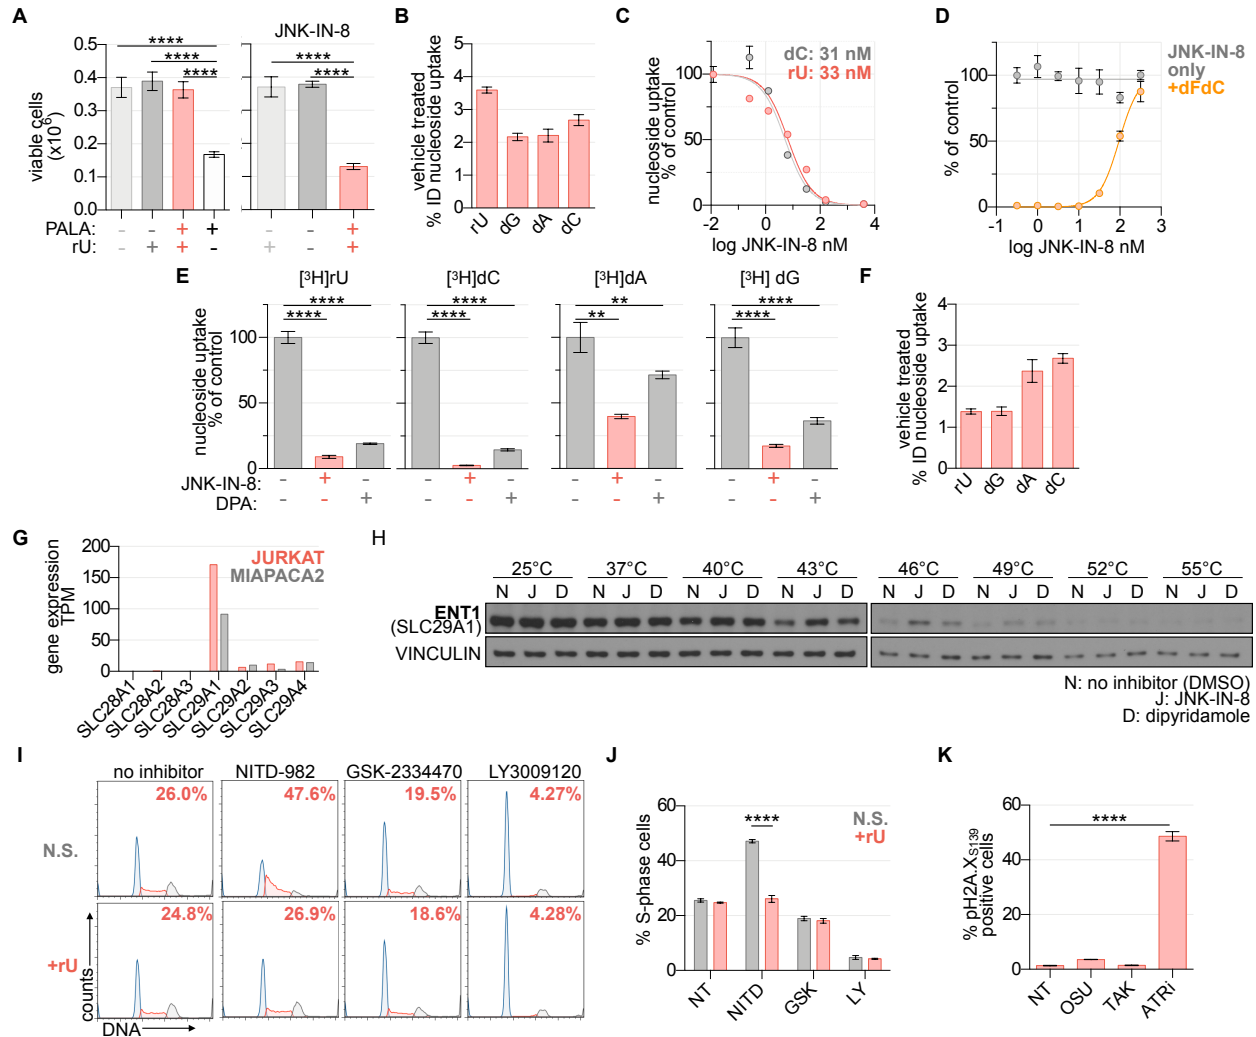 A
B
C
D
JNK-IN-8
viable cells
(x10⁶)
0.5
0.4
0.3
0.2
0.1
0.0
****
****
****
****
****
PALA: - - + + - - +
rU: - + + - + - +
vehicle treated
% ID nucleoside uptake
5
4
3
2
1
0
rU dG dA dC
nucleoside uptake
% of control
100
50
0
dC: 31 nM
rU: 33 nM
-2 0 2 4
log JNK-IN-8 nM
% of control
100
50
0
JNK-IN-8
only
+dFdC
-1 0 1 2 3
log JNK-IN-8 nM
E
F
[³H]rU [³H]dC [³H]dA [³H] dG
nucleoside uptake
% of control
100
50
0
**** **** ** ****
**** **** ** ****
JNK-IN-8: - + - - + - - + - - + -
DPA: - - + - - + - - + - - +
vehicle treated
% ID nucleoside uptake
4
3
2
1
0
rU dG dA dC
G
H
gene expression
TPM
200
150
100
50
0
JURKAT
MIAPACA2
SLC28A1 SLC28A2 SLC28A3 SLC29A1 SLC29A2 SLC29A3 SLC29A4
25°C 37°C 40°C 43°C 46°C 49°C 52°C 55°C
N J D N J D N J D N J D N J D N J D N J D N J D
ENT1
(SLC29A1)
VINCULIN
N: no inhibitor (DMSO)
J: JNK-IN-8
D: dipyridamole
I
J
K
no inhibitor NITD-982 GSK-2334470 LY3009120
N.S.
26.0% 47.6% 19.5% 4.27%
+rU
24.8% 26.9% 18.6% 4.28%
counts
DNA
% S-phase cells
60
40
20
0
****
N.S.
+rU
NT NITD GSK LY
% pH2A.X_S139
positive cells
60
40
20
0
****
NT OSU TAK ATRi